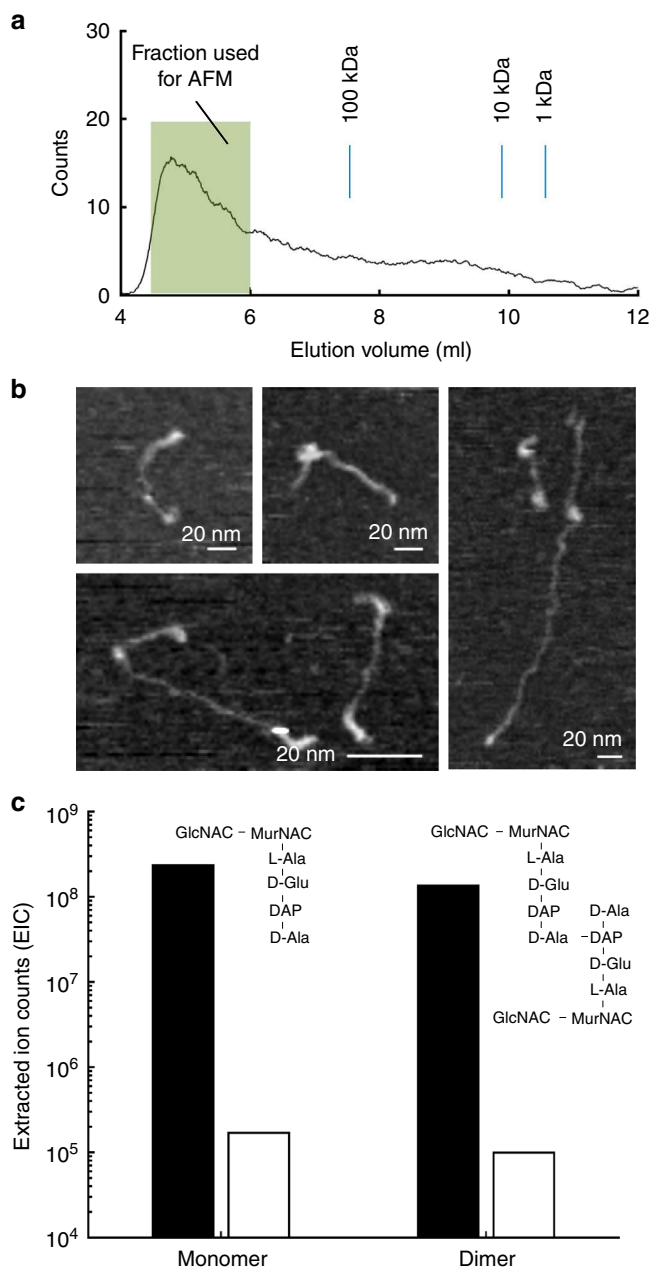 a
30
20
10
0
Counts
Fraction used
for AFM
100 kDa
10 kDa
1 kDa
4 6 8 10 12
Elution volume (ml)
b
20 nm
20 nm
20 nm
20 nm
c
10⁹
10⁸
10⁷
10⁶
10⁵
10⁴
Extracted ion counts (EIC)
GlcNAC – MurNAC
L-Ala
D-Glu
DAP
D-Ala
GlcNAC – MurNAC
L-Ala
D-Glu
DAP D-Ala
D-Ala – DAP
D-Glu
L-Ala
GlcNAC – MurNAC
Monomer Dimer